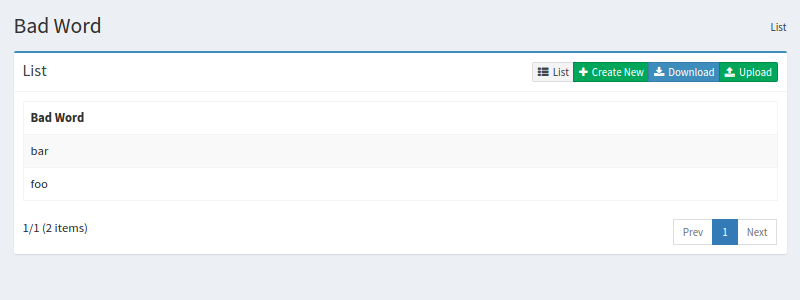 Bad Word
List
List
List Create New Download Upload
Bad Word
bar
foo
1/1 (2 items)
Prev 1 Next